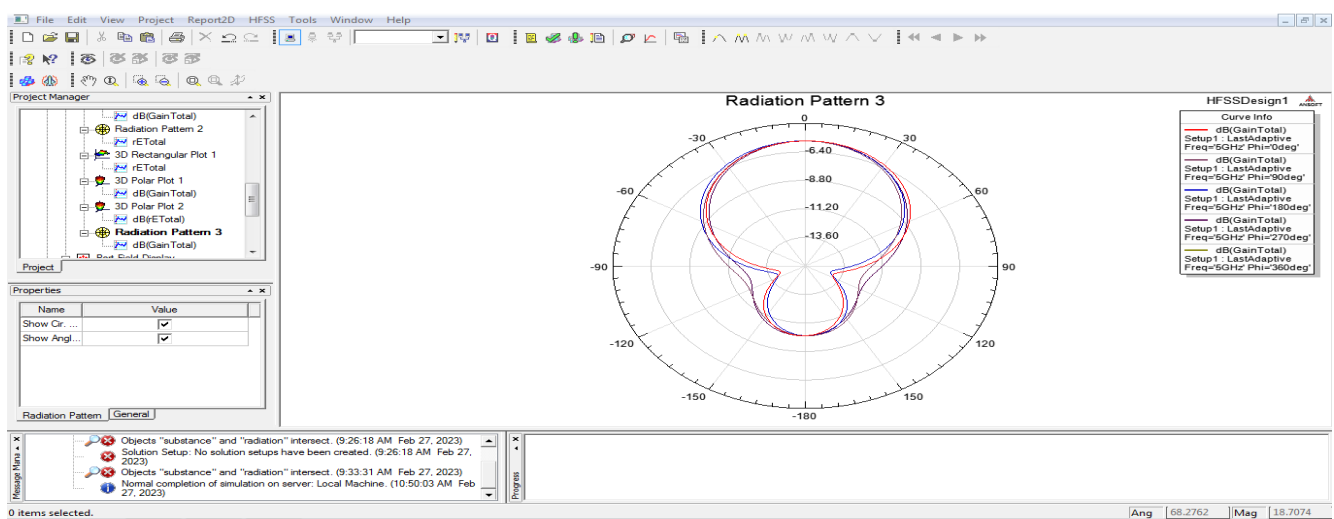 File Edit View Project Report2D HFSS Tools Window Help
Project Manager
dB(GainTotal)
Radiation Pattern 2
rETotal
3D Rectangular Plot 1
rETotal
3D Polar Plot 1
dB(GainTotal)
3D Polar Plot 2
dB(rETotal)
Radiation Pattern 3
dB(GainTotal)
Port Field Display
Project
Properties
Name Value
Show Cir. ...
Show Angl...
Radiation Pattern General
Radiation Pattern 3
HFSSDesign1
ANSOFT
0
-30 30
-6.40
-60 60
-8.80
-11.20
-13.60
-90 90
-120 120
-150 150
-180
Curve Info
dB(GainTotal)
Setup1 : LastAdaptive
Freq='5GHz' Phi='0deg'
dB(GainTotal)
Setup1 : LastAdaptive
Freq='5GHz' Phi='90deg'
dB(GainTotal)
Setup1 : LastAdaptive
Freq='5GHz' Phi='180deg'
dB(GainTotal)
Setup1 : LastAdaptive
Freq='5GHz' Phi='270deg'
dB(GainTotal)
Setup1 : LastAdaptive
Freq='5GHz' Phi='360deg'
Message Mana
Objects "substance" and "radiation" intersect. (9:26:18 AM Feb 27, 2023)
Solution Setup: No solution setups have been created. (9:26:18 AM Feb 27,
2023)
Objects "substance" and "radiation" intersect. (9:33:31 AM Feb 27, 2023)
Normal completion of simulation on server: Local Machine. (10:50:03 AM Feb
27, 2023)
Progress
0 items selected.
Ang 68.2762 Mag 18.7074